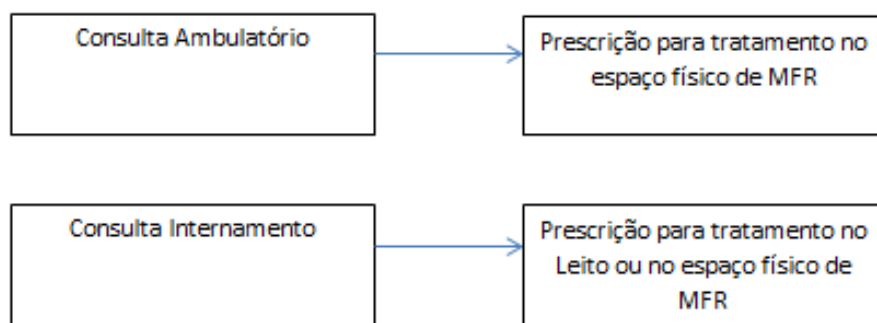 Consulta Ambulatório
Prescrição para tratamento no
espaço físico de MFR
Consulta Internamento
Prescrição para tratamento no
Leito ou no espaço físico de
MFR